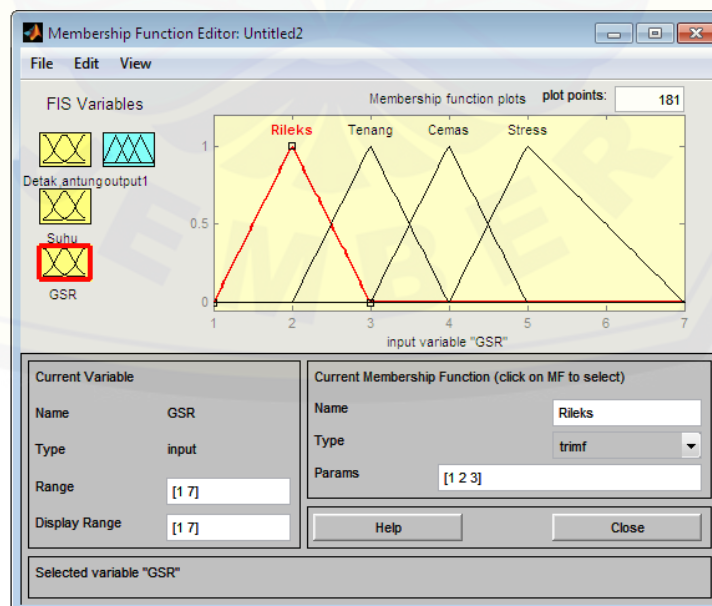 Membership Function Editor: Untitled2
File Edit View
FIS Variables
Membership function plots plot points: 181
Rileks Tenang Cemas Stress
1
0.5
0
1 2 3 4 5 6 7
input variable "GSR"
Detak,antung output1
Suhu
GSR
Current Variable
Name GSR
Type input
Range [1 7]
Display Range [1 7]
Current Membership Function (click on MF to select)
Name Rileks
Type trimf
Params [1 2 3]
Help Close
Selected variable "GSR"